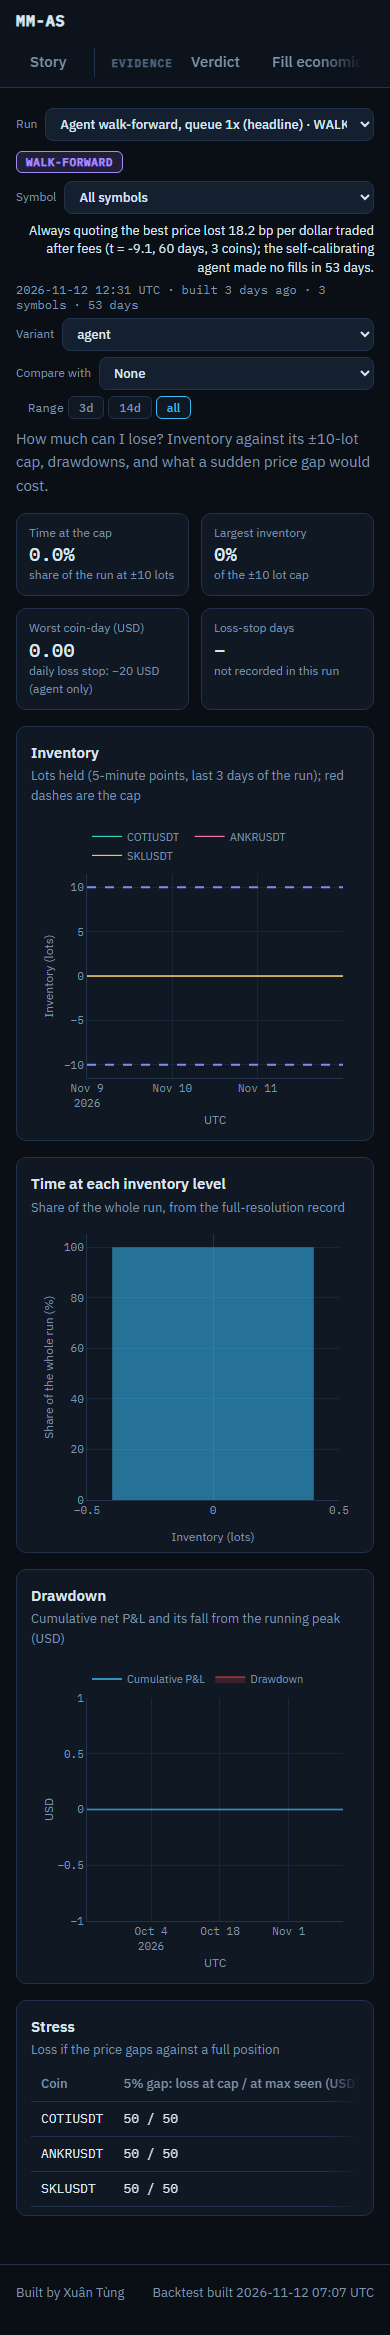 MM-AS
Story EVIDENCE Verdict Fill economic
Run Agent walk-forward, queue 1x (headline) · WALK
WALK-FORWARD
Symbol All symbols
Always quoting the best price lost 18.2 bp per dollar traded
after fees (t = -9.1, 60 days, 3 coins); the self-calibrating
agent made no fills in 53 days.
2026-11-12 12:31 UTC · built 3 days ago · 3
symbols · 53 days
Variant agent
Compare with None
Range 3d 14d all
How much can I lose? Inventory against its ±10-lot
cap, drawdowns, and what a sudden price gap would
cost.
Time at the cap
0.0%
share of the run at ±10 lots
Largest inventory
0%
of the ±10 lot cap
Worst coin-day (USD)
0.00
daily loss stop: −20 USD
(agent only)
Loss-stop days
–
not recorded in this run
Inventory
Lots held (5-minute points, last 3 days of the run); red
dashes are the cap
COTIUSDT ANKRUSDT
SKLUSDT
10
5
0
−5
−10
Inventory (lots)
Nov 9 Nov 10 Nov 11
2026
UTC
Time at each inventory level
Share of the whole run, from the full-resolution record
100
80
60
40
20
0
Share of the whole run (%)
−0.5 0 0.5
Inventory (lots)
Drawdown
Cumulative net P&L and its fall from the running peak
(USD)
Cumulative P&L Drawdown
1
0.5
0
−0.5
−1
USD
Oct 4 Oct 18 Nov 1
2026
UTC
Stress
Loss if the price gaps against a full position
Coin 5% gap: loss at cap / at max seen (USD)
COTIUSDT 50 / 50
ANKRUSDT 50 / 50
SKLUSDT 50 / 50
Built by Xuân Tùng Backtest built 2026-11-12 07:07 UTC